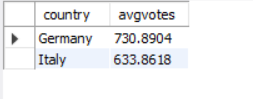 country avgvotes
Germany 730.8904
Italy 633.8618